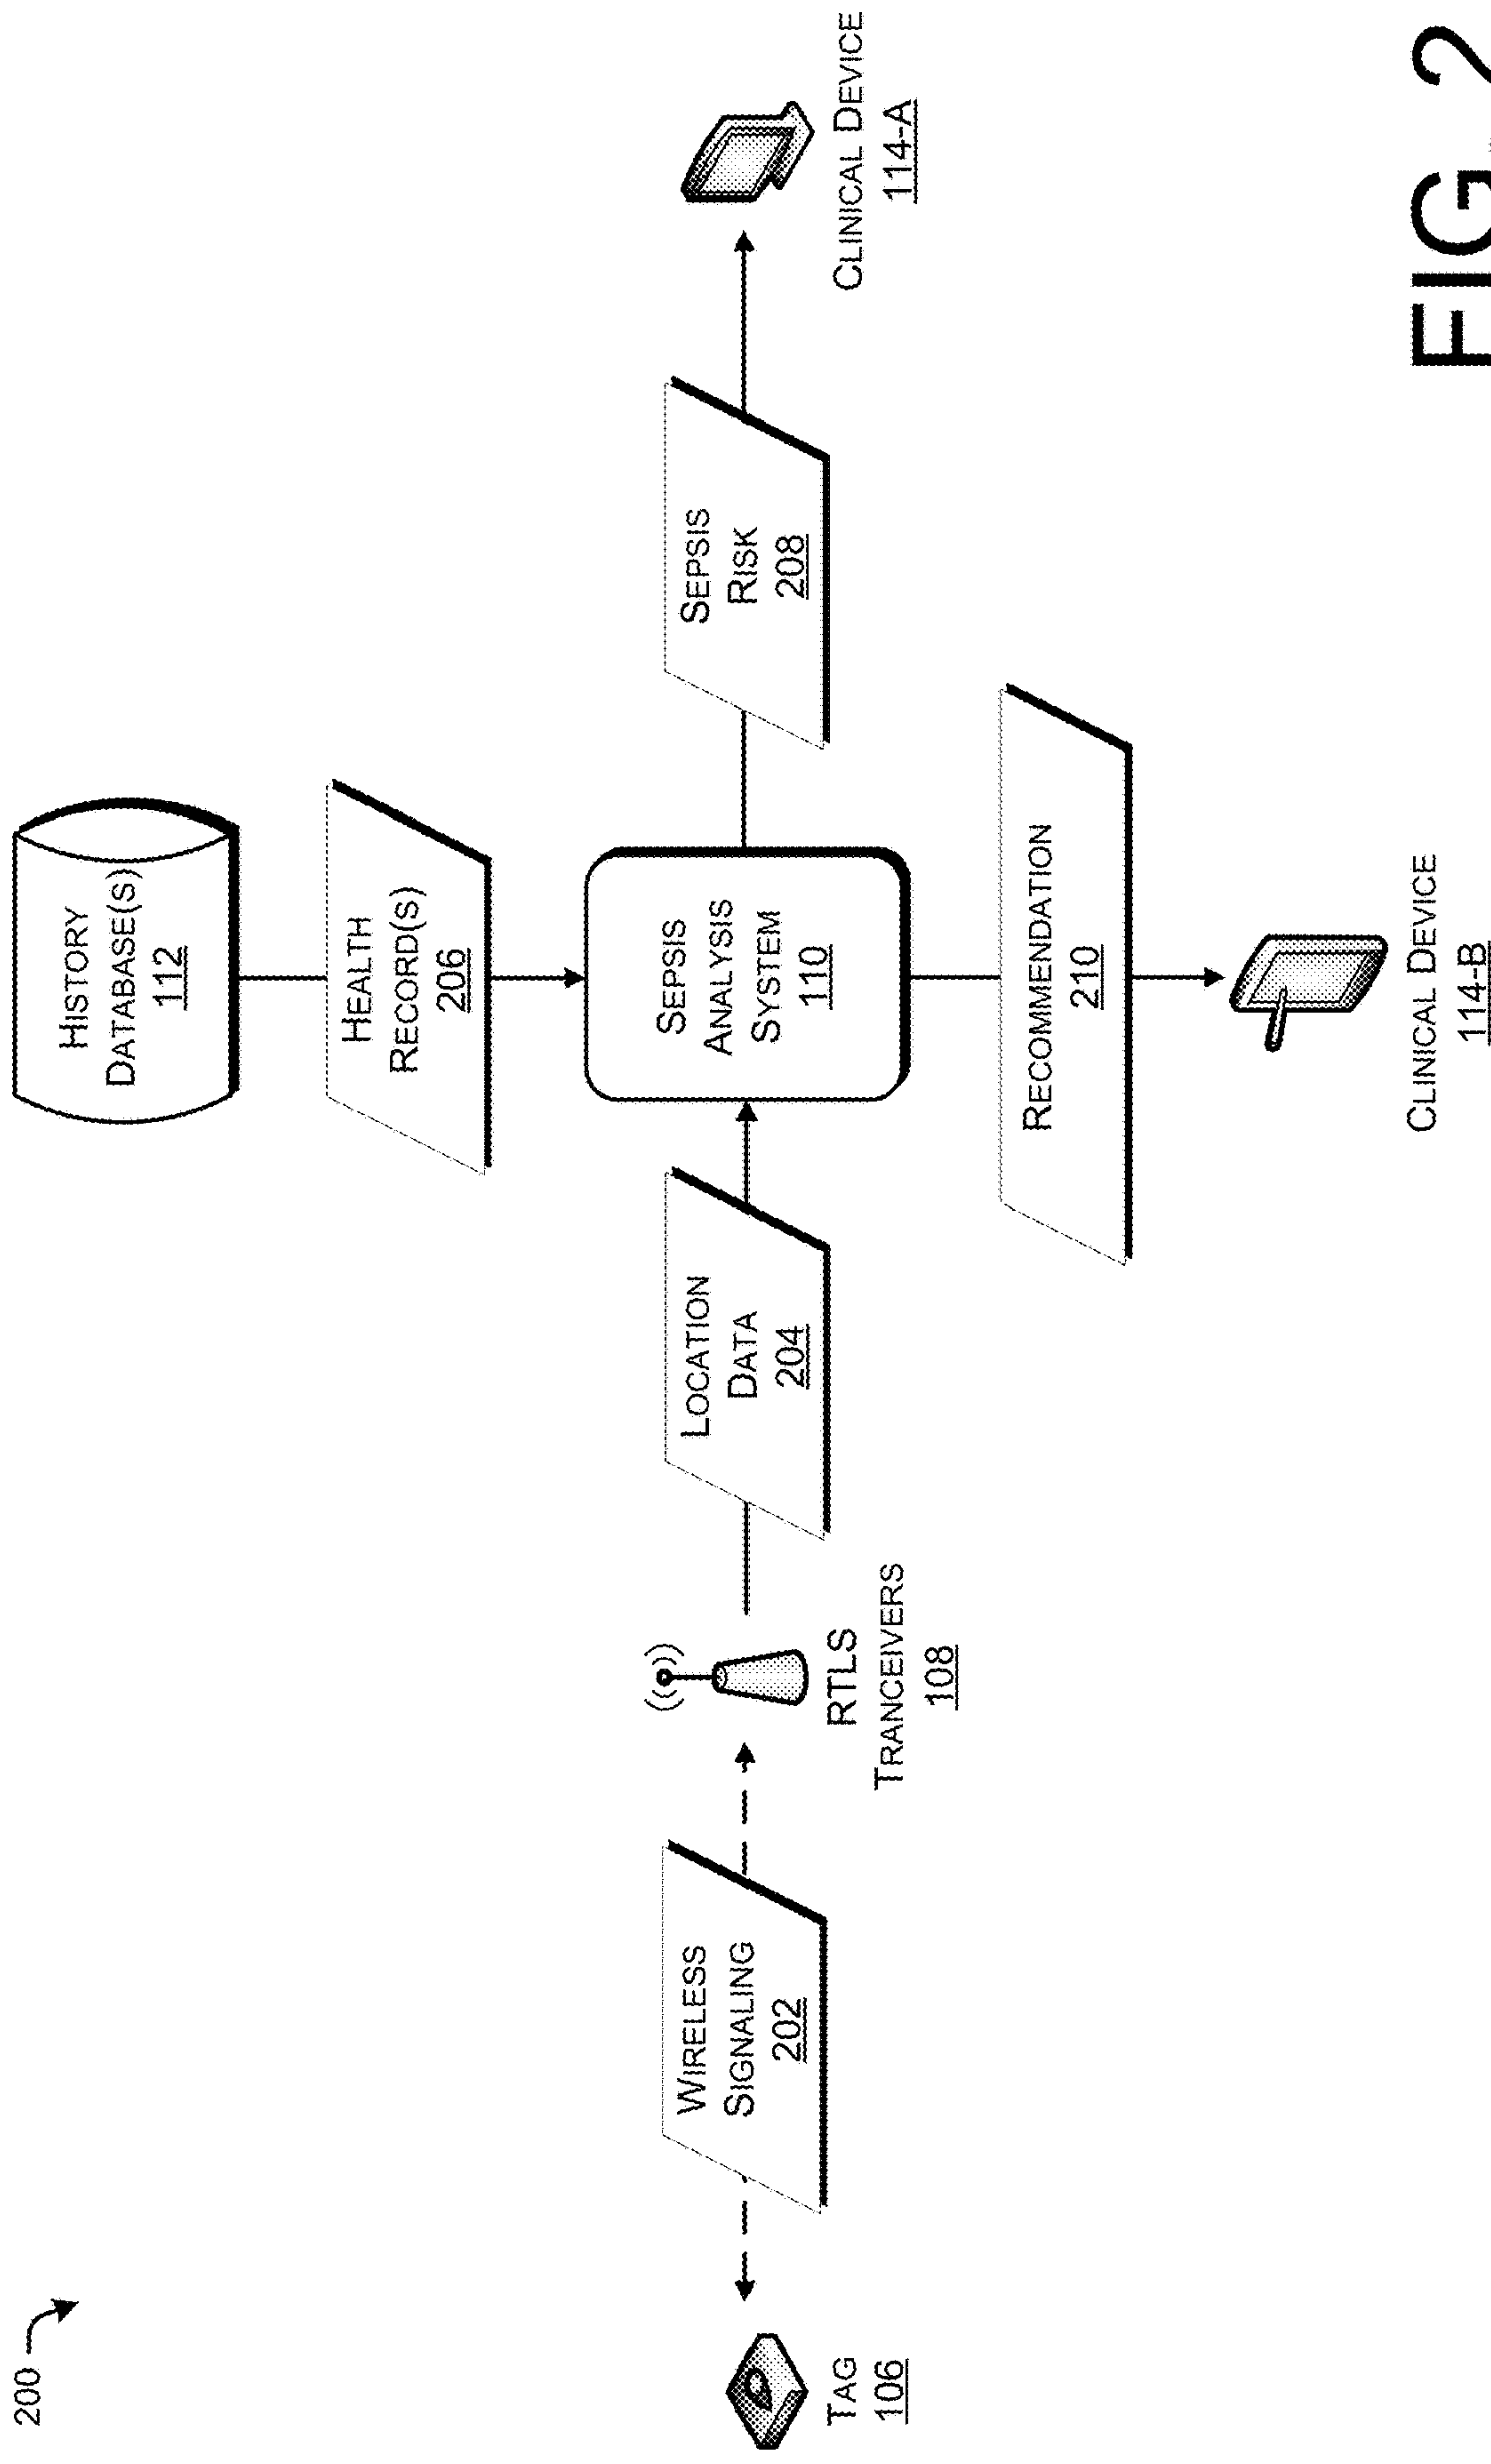 200
HISTORY
DATABASE(S)
112
HEALTH
RECORD(S)
206
TAG
106
WIRELESS
SIGNALING
202
RTLS
TRANCEIVERS
108
LOCATION
DATA
204
SEPSIS
ANALYSIS
SYSTEM
110
SEPSIS
RISK
208
CLINICAL DEVICE
114-A
RECOMMENDATION
210
CLINICAL DEVICE
114-B
FIG. 2